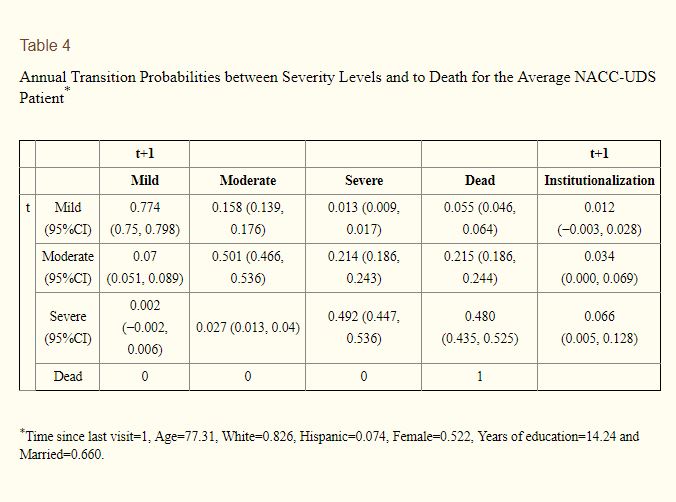 Table 4
Annual Transition Probabilities between Severity Levels and to Death for the Average NACC-UDS
Patient*
t+1 t+1
Mild Moderate Severe Dead Institutionalization
t Mild 0.774 0.158 (0.139, 0.013 (0.009, 0.055 (0.046, 0.012
(95%CI) (0.75, 0.798) 0.176) 0.017) 0.064) (−0.003, 0.028)
Moderate 0.07 0.501 (0.466, 0.214 (0.186, 0.215 (0.186, 0.034
(95%CI) (0.051, 0.089) 0.536) 0.243) 0.244) (0.000, 0.069)
0.002
Severe (−0.002, 0.027 (0.013, 0.04) 0.492 (0.447, 0.480 0.066
(95%CI) 0.006) 0.536) (0.435, 0.525) (0.005, 0.128)
Dead 0 0 0 1
*Time since last visit=1, Age=77.31, White=0.826, Hispanic=0.074, Female=0.522, Years of education=14.24 and
Married=0.660.